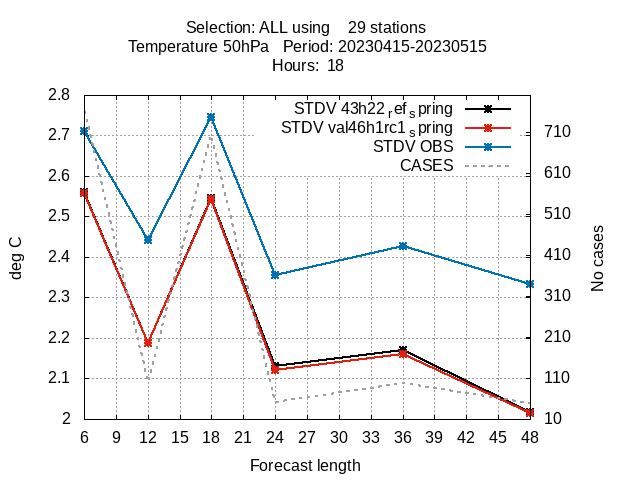 Selection: ALL using    29 stations
Temperature 50hPa   Period: 20230415-20230515
Hours:  18
STDV 43h22ref spring
STDV val46h1rc1spring
STDV OBS
CASES
2.8
2.7
2.6
2.5
2.4
2.3
2.2
2.1
2
710
610
510
410
310
210
110
10
deg C
No cases
6 9 12 15 18 21 24 27 30 33 36 39 42 45 48
Forecast length